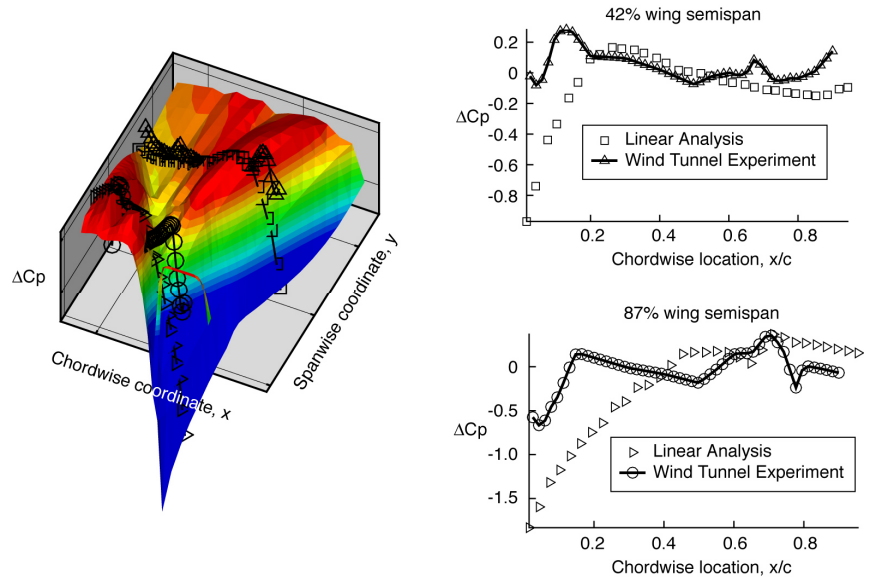 ΔCp
Chordwise coordinate, x
Spanwise coordinate, y
42% wing semispan
0.2
0
-0.2
-0.4
-0.6
-0.8
ΔCp
Linear Analysis
Wind Tunnel Experiment
0.2
0.4
0.6
0.8
Chordwise location, x/c
87% wing semispan
0
-0.5
-1.0
-1.5
ΔCp
Linear Analysis
Wind Tunnel Experiment
0.2
0.4
0.6
0.8
Chordwise location, x/c